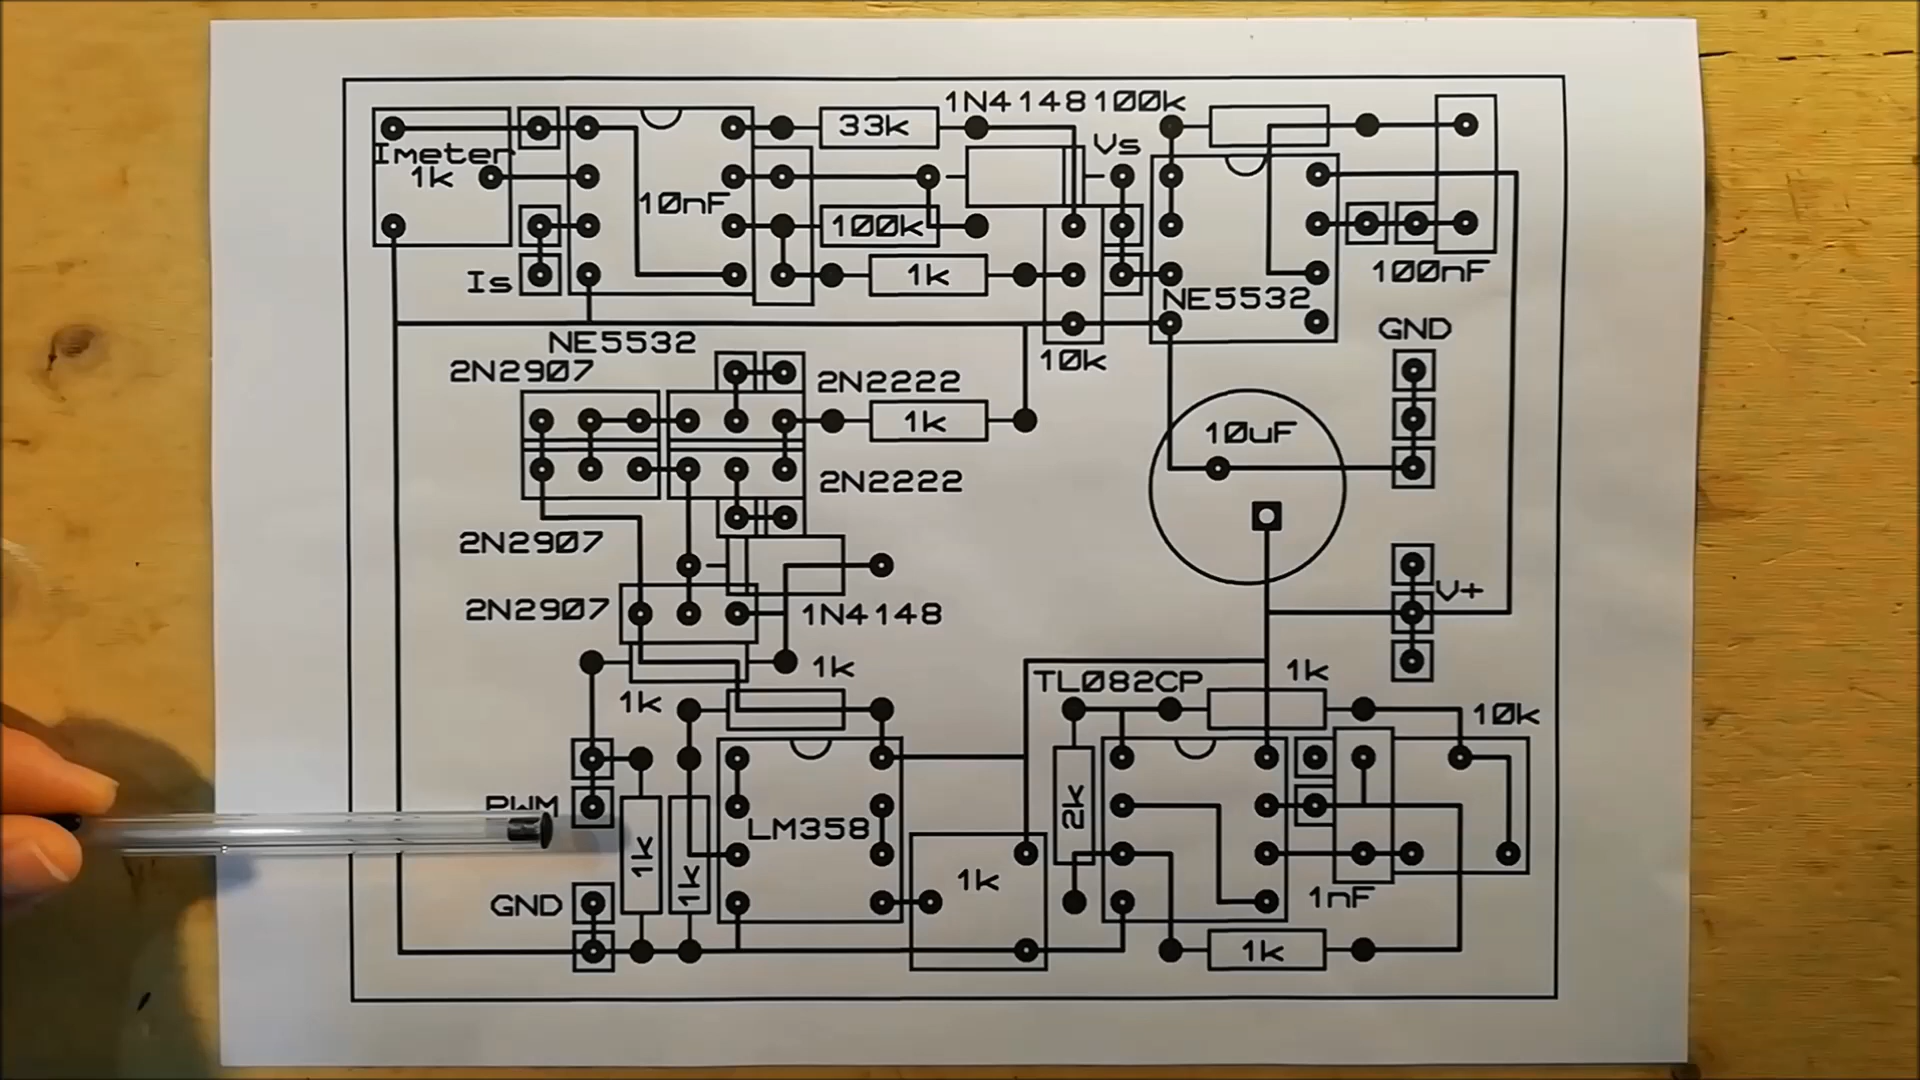 1N4148 100k
33k
Vs
Imeter
1k
10nF
100k
Is
1k
100nF
NE5532
GND
NE5532
10k
2N2907
2N2222
1k
10uF
2N2222
2N2907
V+
2N2907
1N4148
1k
1k
TL082CP
1k
10k
PWM
2k
LM358
1k
1k
1k
1nF
GND
1k